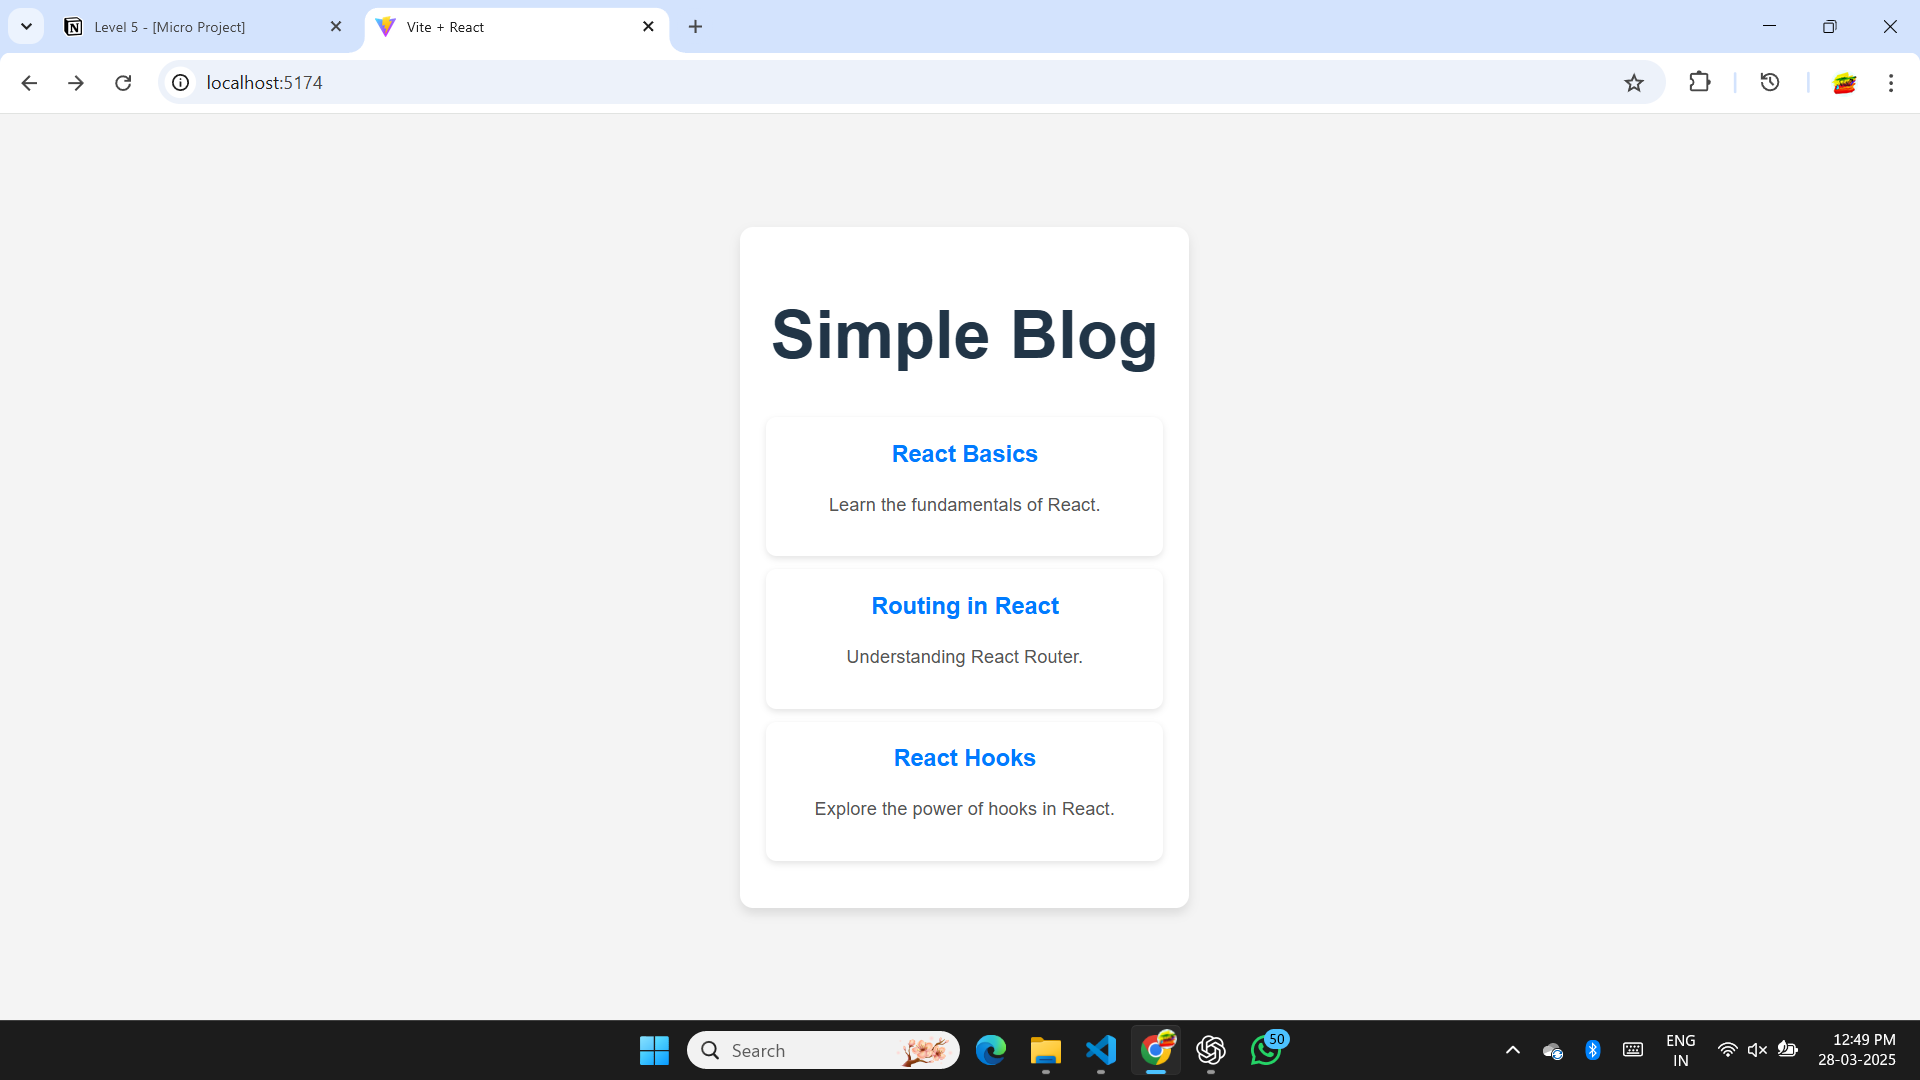 Level 5 - [Micro Project]
Vite + React
localhost:5174
Simple Blog
React Basics
Learn the fundamentals of React.
Routing in React
Understanding React Router.
React Hooks
Explore the power of hooks in React.
Search
50
ENG
IN
12:49 PM
28-03-2025